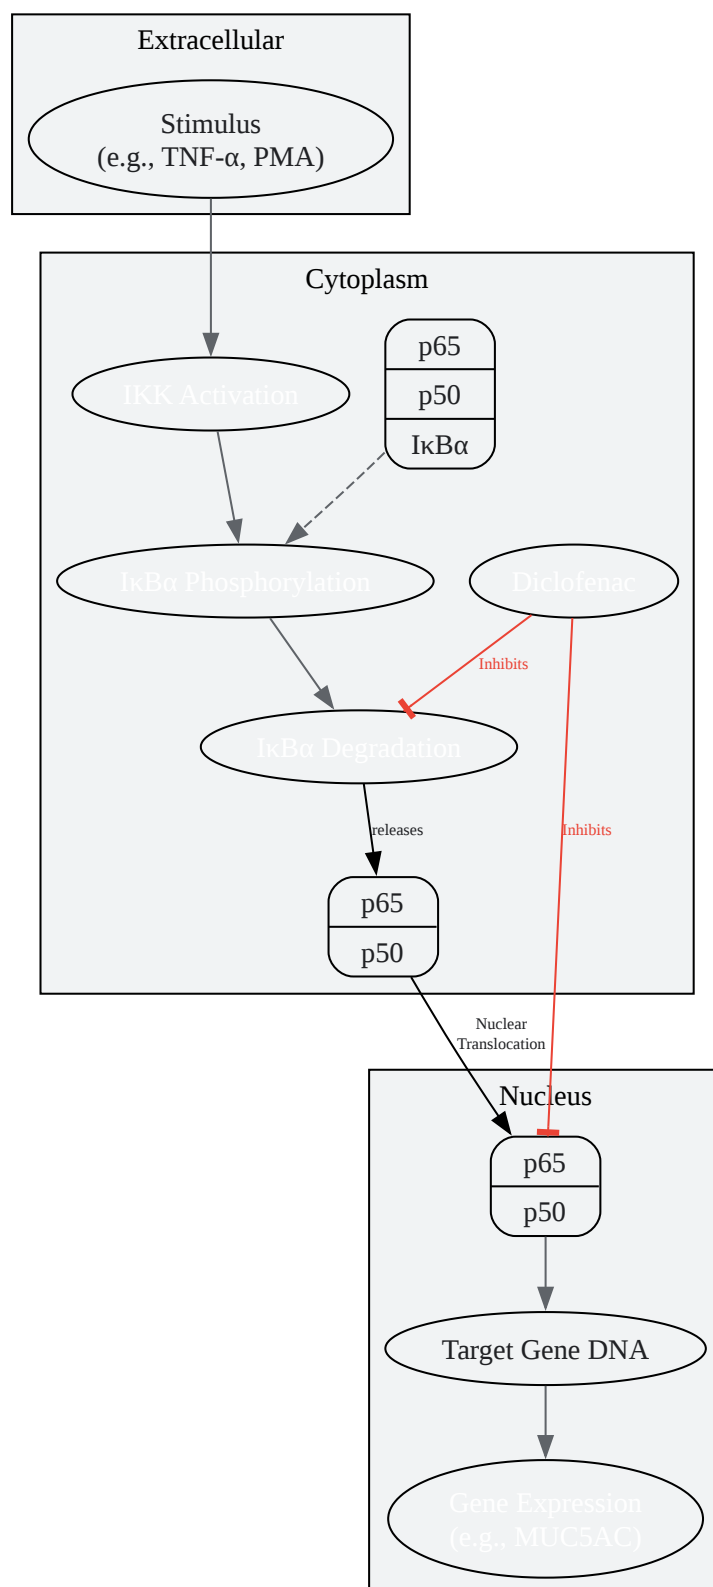 Extracellular
Stimulus
(e.g., TNF-α, PMA)
Cytoplasm
p65
p50
IκBα
IKK Activation
IκBα Phosphorylation
Diclofenac
Inhibits
IκBα Degradation
releases
Inhibits
p65
p50
Nuclear
Translocation
Nucleus
p65
p50
Target Gene DNA
Gene Expression
(e.g., MUC5AC)